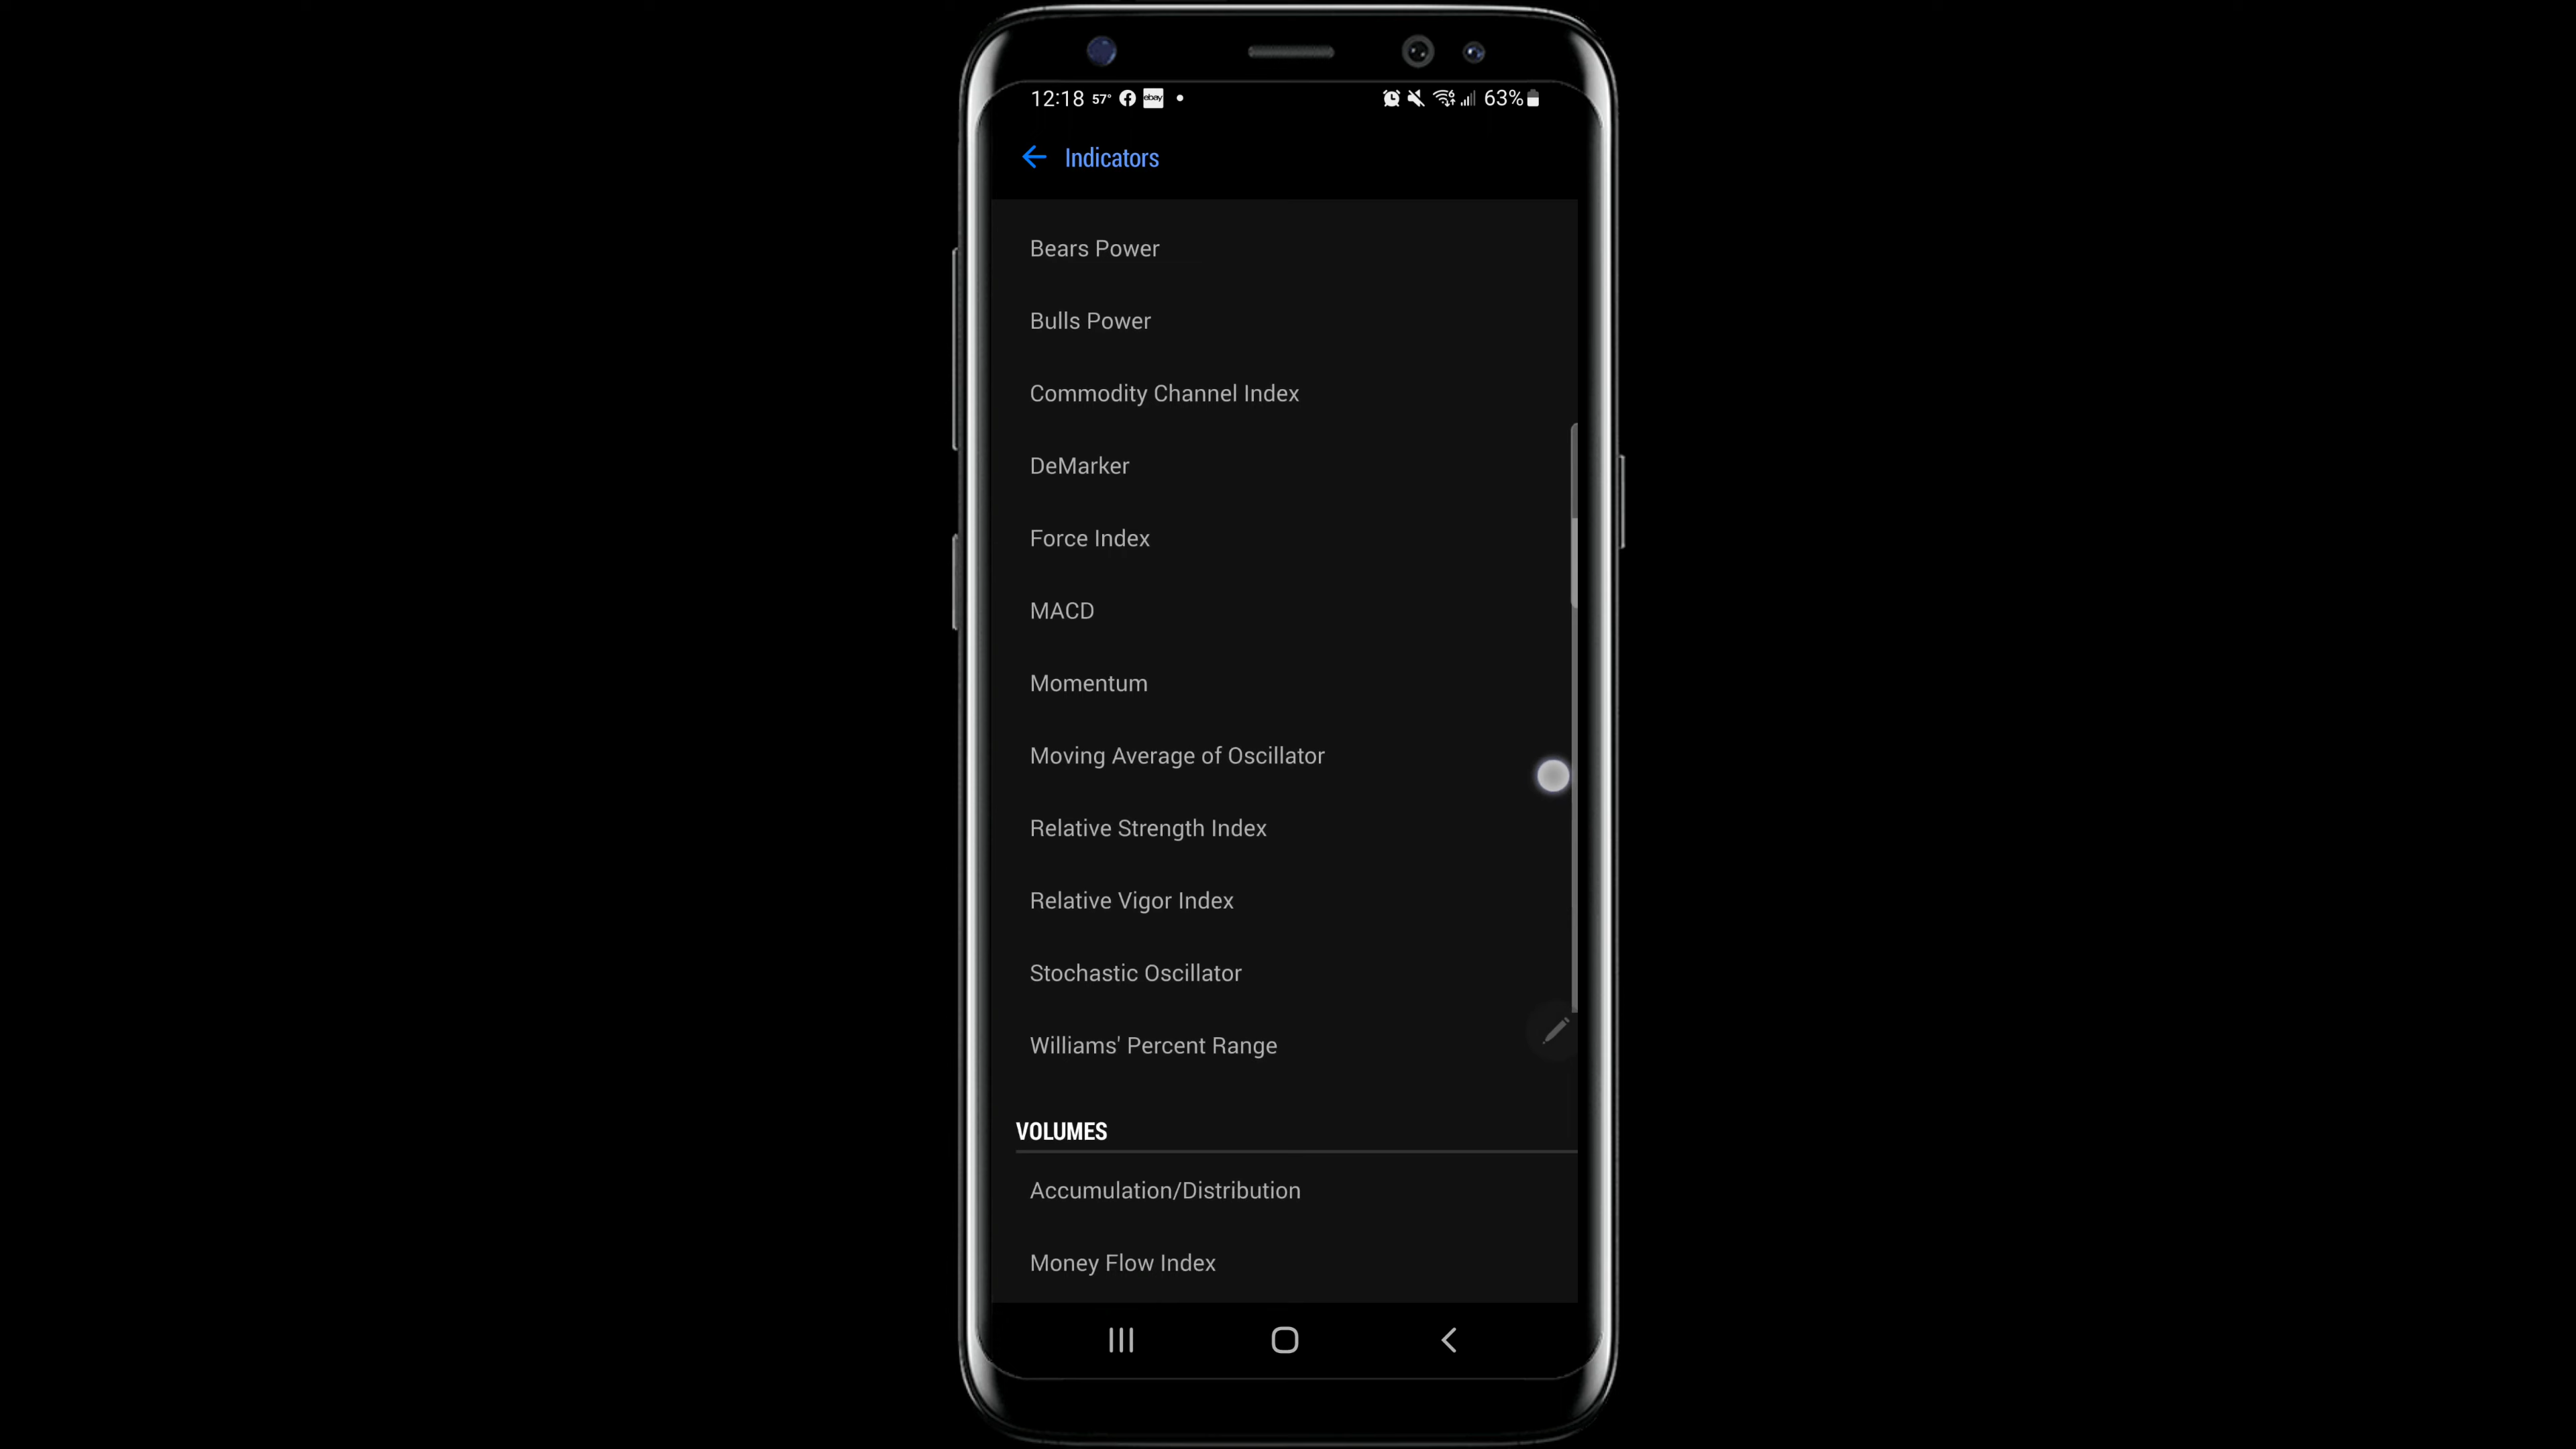 12:18 57° ebay 63%
Indicators
Bears Power
Bulls Power
Commodity Channel Index
DeMarker
Force Index
MACD
Momentum
Moving Average of Oscillator
Relative Strength Index
Relative Vigor Index
Stochastic Oscillator
Williams' Percent Range
VOLUMES
Accumulation/Distribution
Money Flow Index